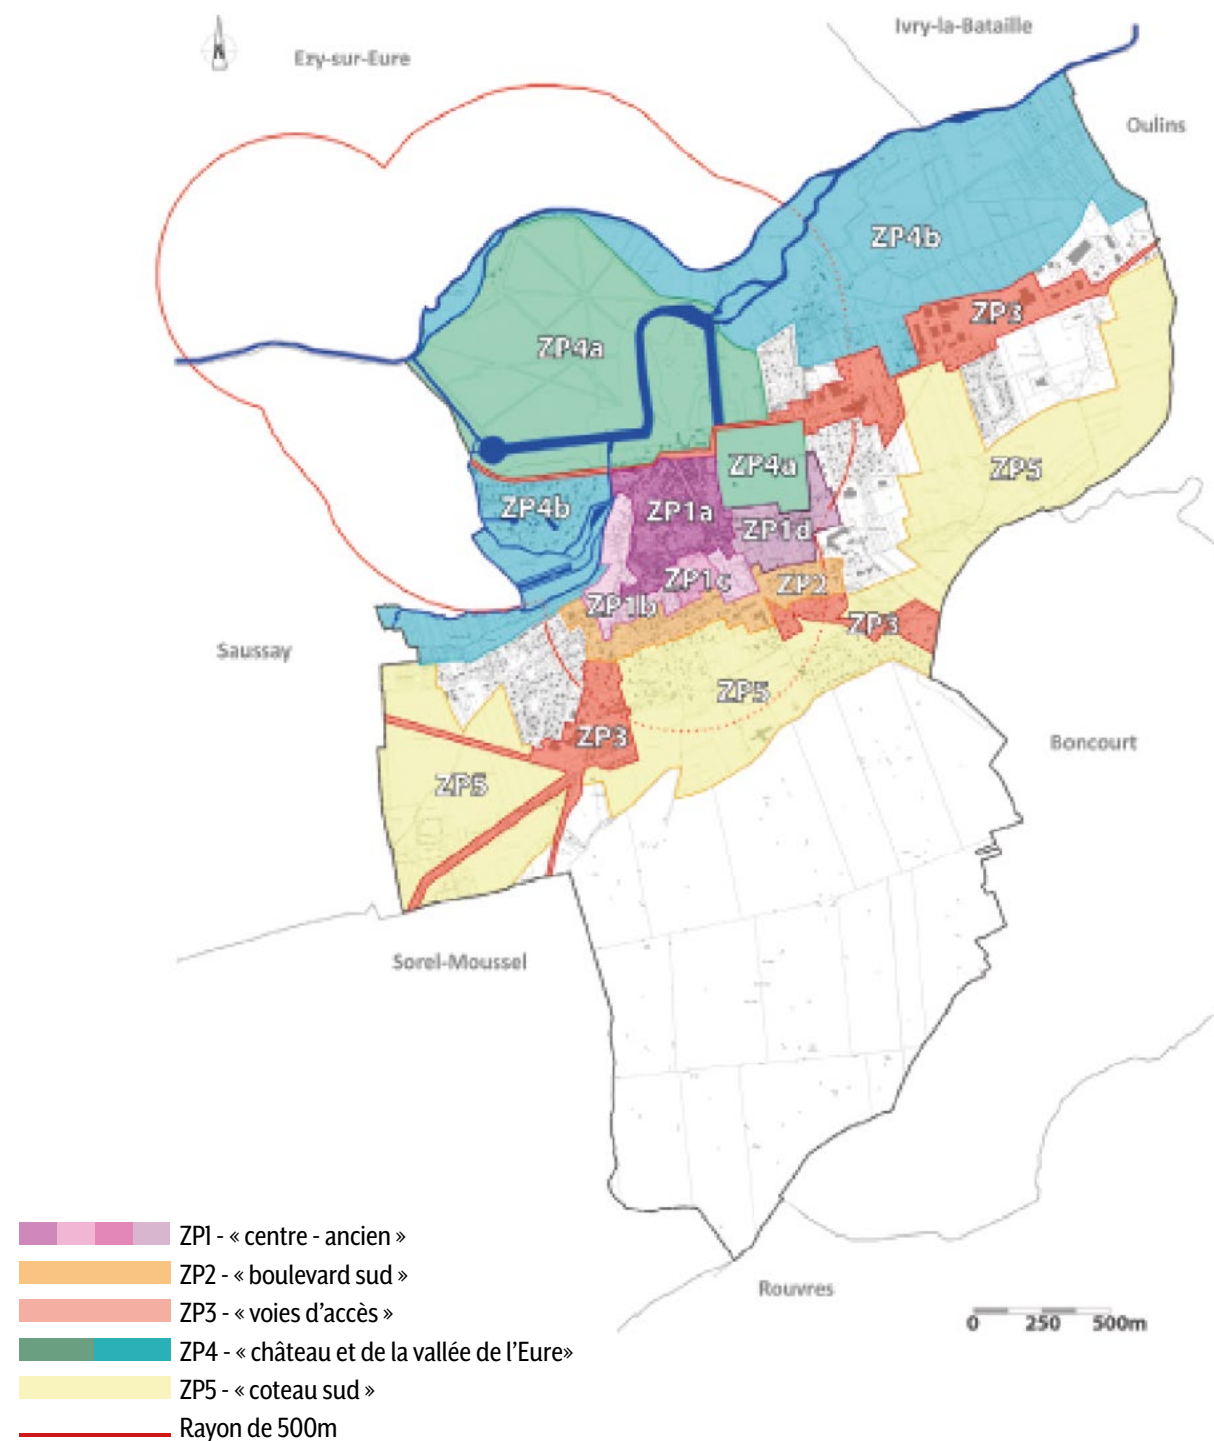 Ivry-la-Bataille
N
Ezy-sur-Eure
Oulins
ZP4b
ZP3
ZP4a
ZP4a
ZP5
ZP4b
ZP1a
ZP1d
ZP1c
ZP2
ZP1b
ZP3
Saussay
ZP5
ZP3
Boncourt
ZP5
Sorel-Moussel
Rouvres
0 250 500m
ZP1 - « centre - ancien »
ZP2 - « boulevard sud »
ZP3 - « voies d’accès »
ZP4 - « château et de la vallée de l’Eure»
ZP5 - « coteau sud »
Rayon de 500m